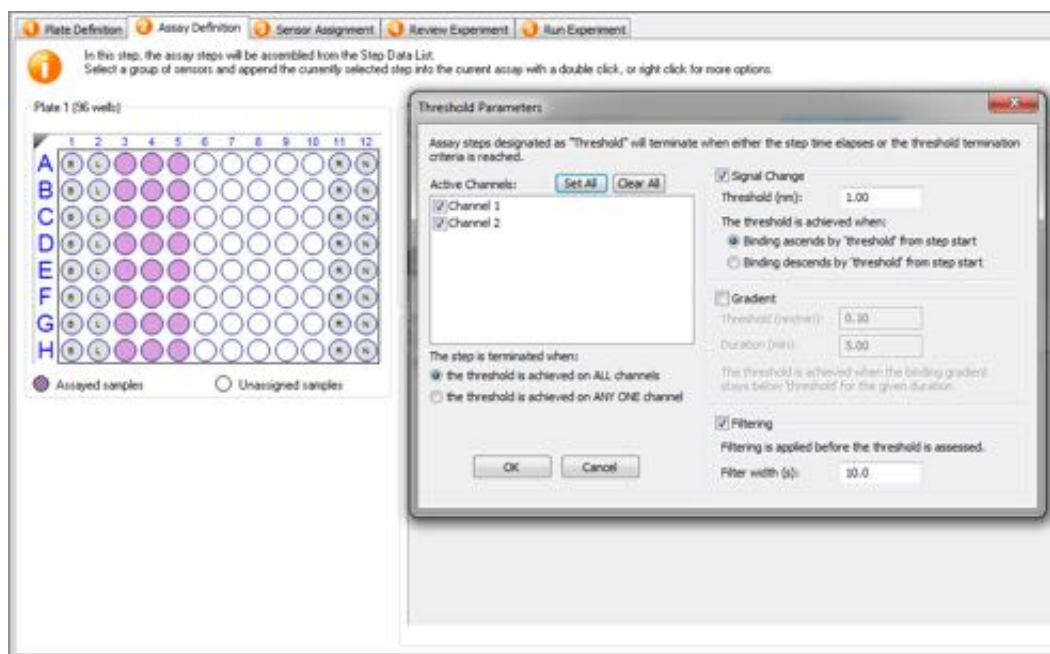 Plate Definition
Assay Definition
Sensor Assignment
Review Experiment
Run Experiment
In this step, the assay steps will be assembled from the Step Data List.
Select a group of sensors and append the currently selected step into the current assay with a double click, or right click for more options.
Plate 1 (96 wells)
1 2 3 4 5 6 7 8 9 10 11 12
A B L R N
B B L R N
C B L R N
D B L R N
E B L R N
F B L R N
G B L R N
H B L R N
Assayed samples
Unassigned samples
Threshold Parameters
Assay steps designated as "Threshold" will terminate when either the step time elapses or the threshold termination
criteria is reached.
Active Channels:
Set All
Clear All
Channel 1
Channel 2
The step is terminated when:
the threshold is achieved on ALL channels
the threshold is achieved on ANY ONE channel
OK
Cancel
Signal Change
Threshold (nm): 1.00
The threshold is achieved when:
Binding ascends by 'threshold' from step start
Binding descends by 'threshold' from step start
Gradient
Threshold (nm/min): 0.10
Duration (min): 5.00
The threshold is achieved when the binding gradient
stays below 'threshold' for the given duration.
Filtering
Filtering is applied before the threshold is assessed.
Filter width (s): 10.0